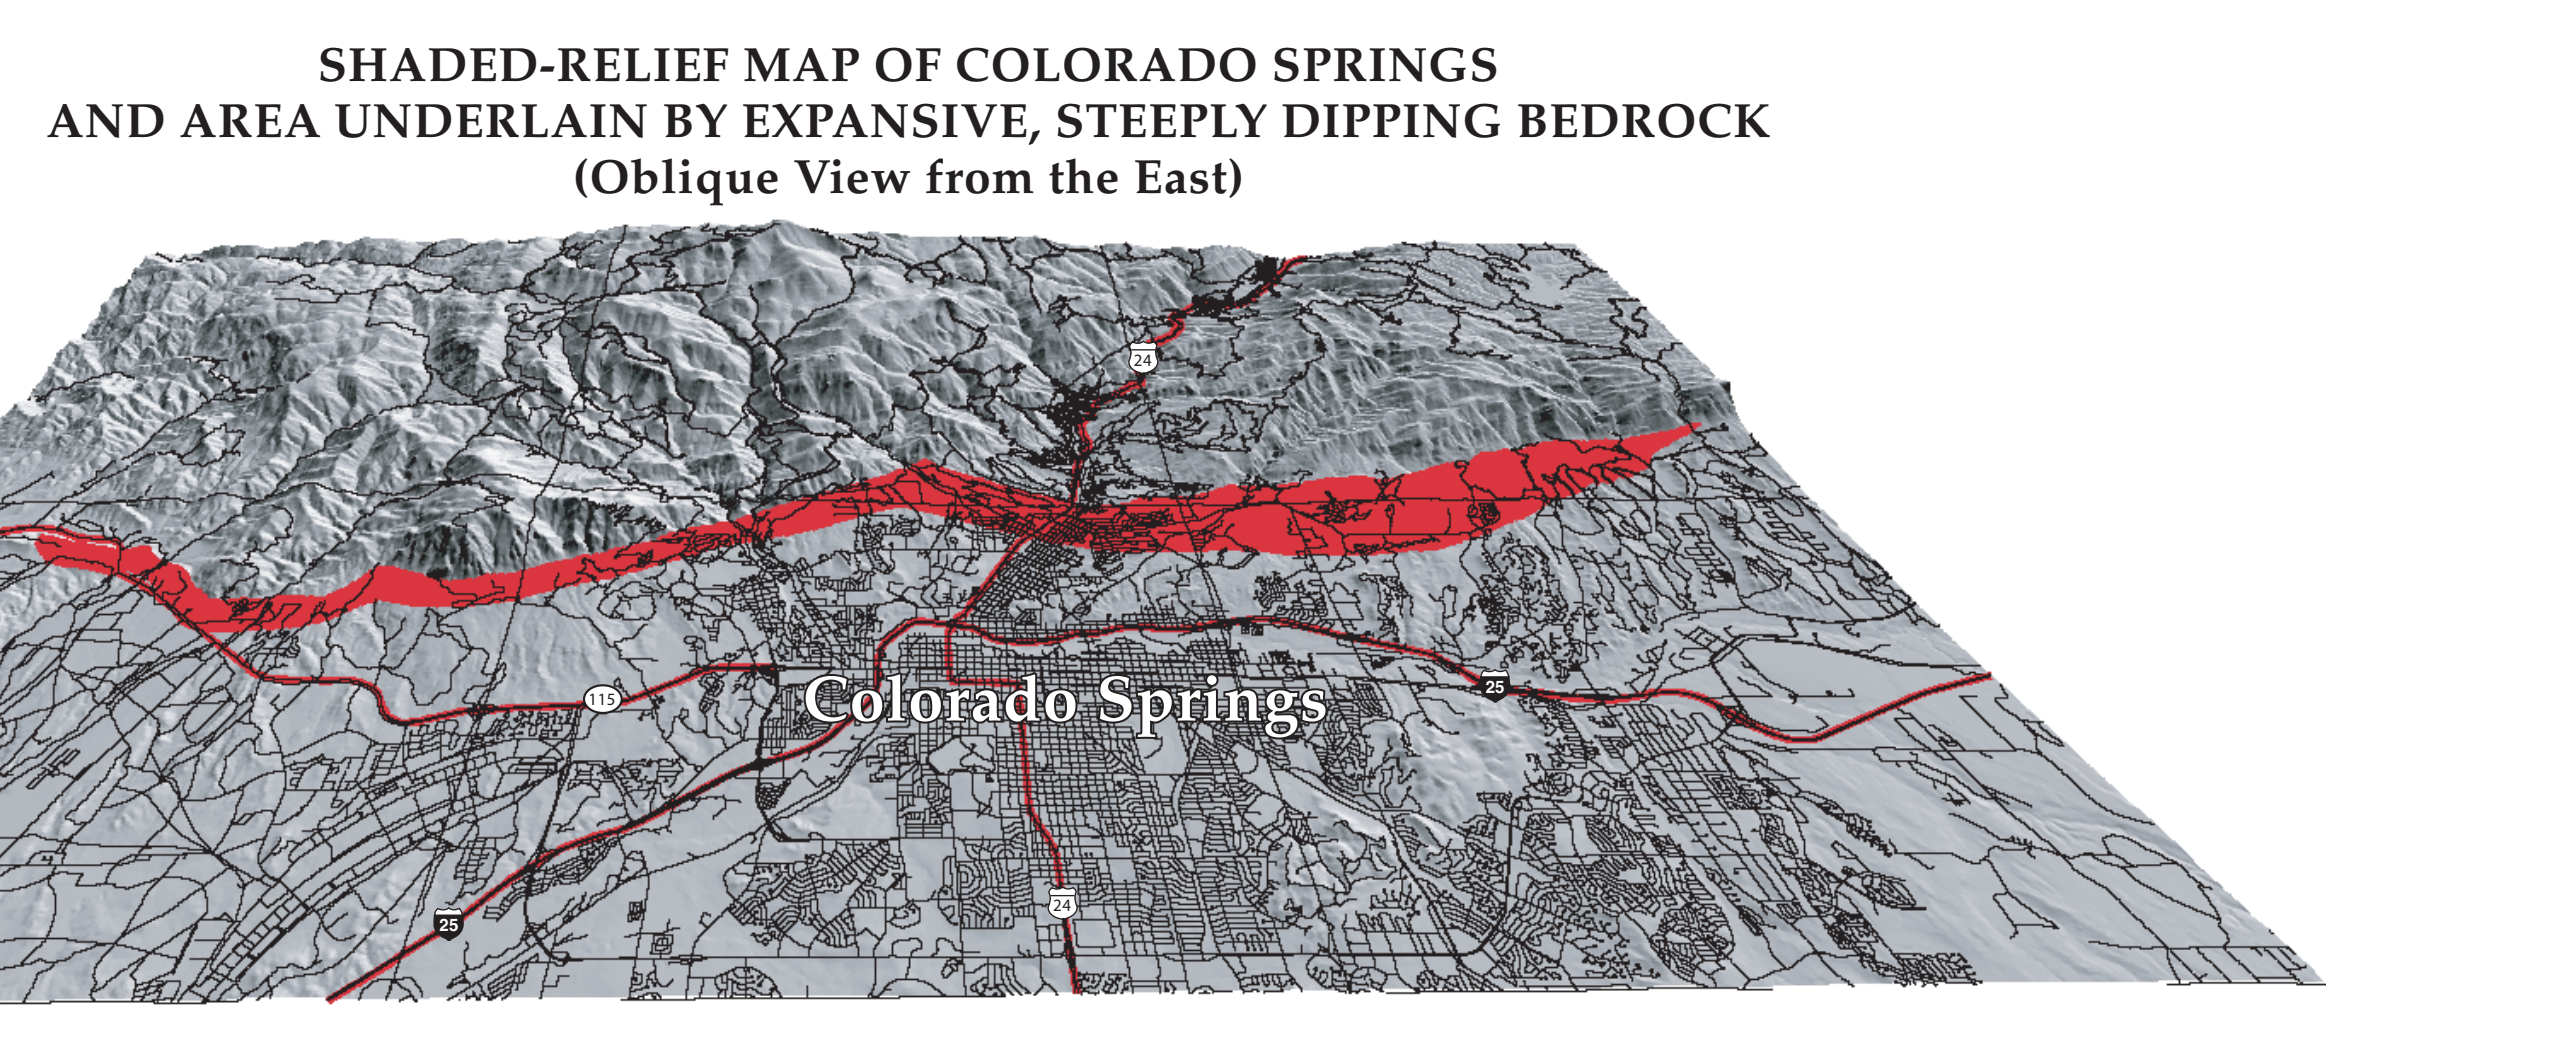 SHADED-RELIEF MAP OF COLORADO SPRINGS
AND AREA UNDERLAIN BY EXPANSIVE, STEEPLY DIPPING BEDROCK
(Oblique View from the East)
24
115
25
Colorado Springs
24
25